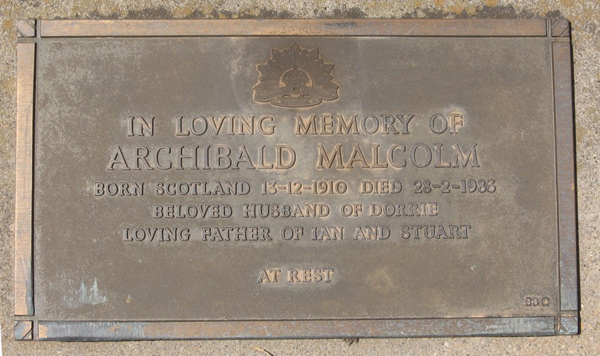 IN LOVING MEMORY OF
ARCHIBALD MALCOLM
BORN SCOTLAND 13-12-1910 DIED 28-2-1983
BELOVED HUSBAND OF DORRIE
LOVING FATHER OF IAN AND STUART
AT REST